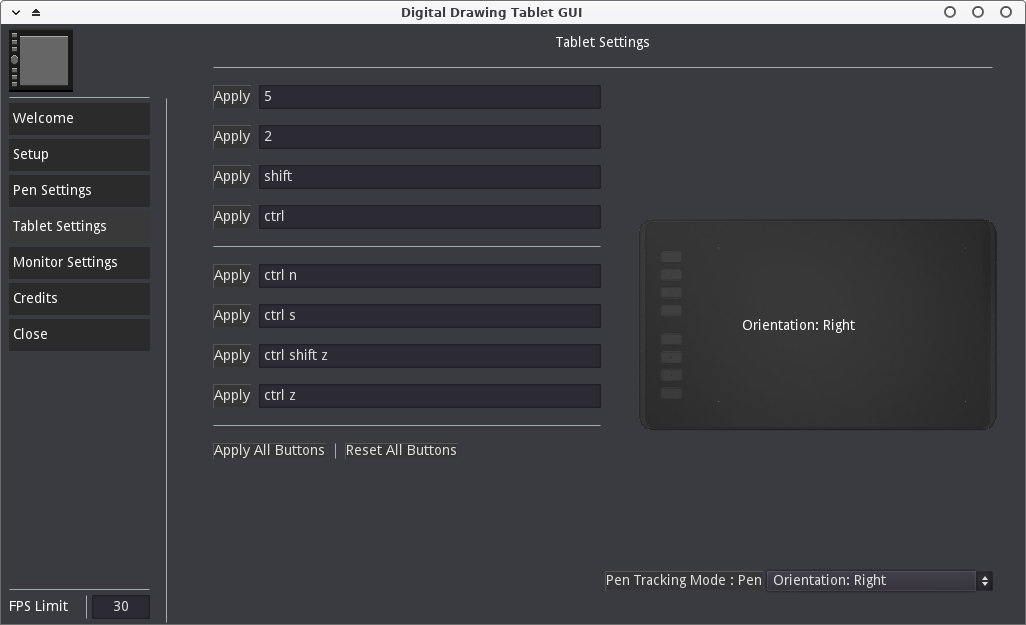 Digital Drawing Tablet GUI
Tablet Settings
Welcome
Setup
Pen Settings
Tablet Settings
Monitor Settings
Credits
Close
FPS Limit 30
Apply 5
Apply 2
Apply shift
Apply ctrl
Apply ctrl n
Apply ctrl s
Apply ctrl shift z
Apply ctrl z
Apply All Buttons | Reset All Buttons
Orientation: Right
Pen Tracking Mode : Pen Orientation: Right